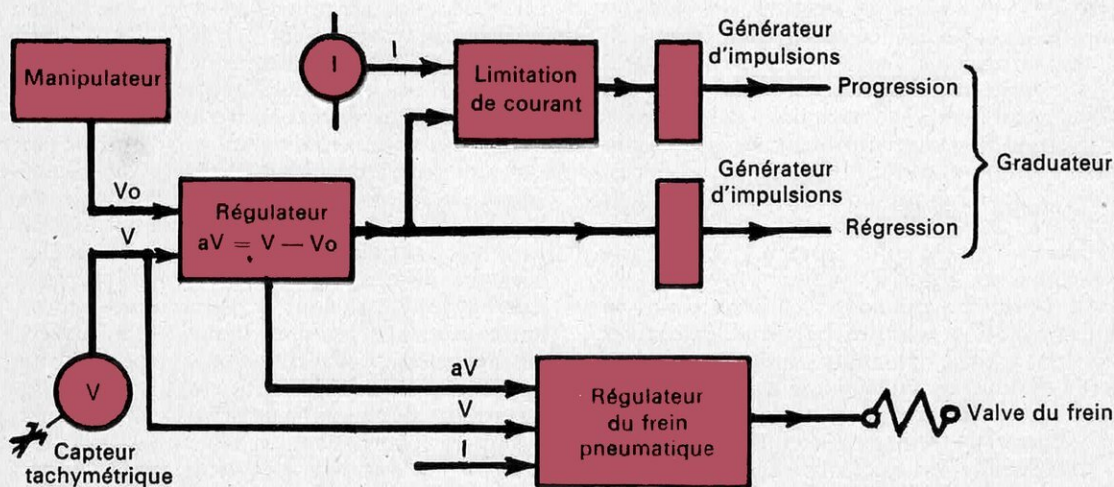 Manipulateur
I
I
Limitation
de courant
Générateur
d'impulsions
Progression
Graduateur
Vo
V
Régulateur
aV = V — Vo
Générateur
d'impulsions
Régression
V
Capteur
tachymétrique
aV
V
I
Régulateur
du frein
pneumatique
Valve du frein